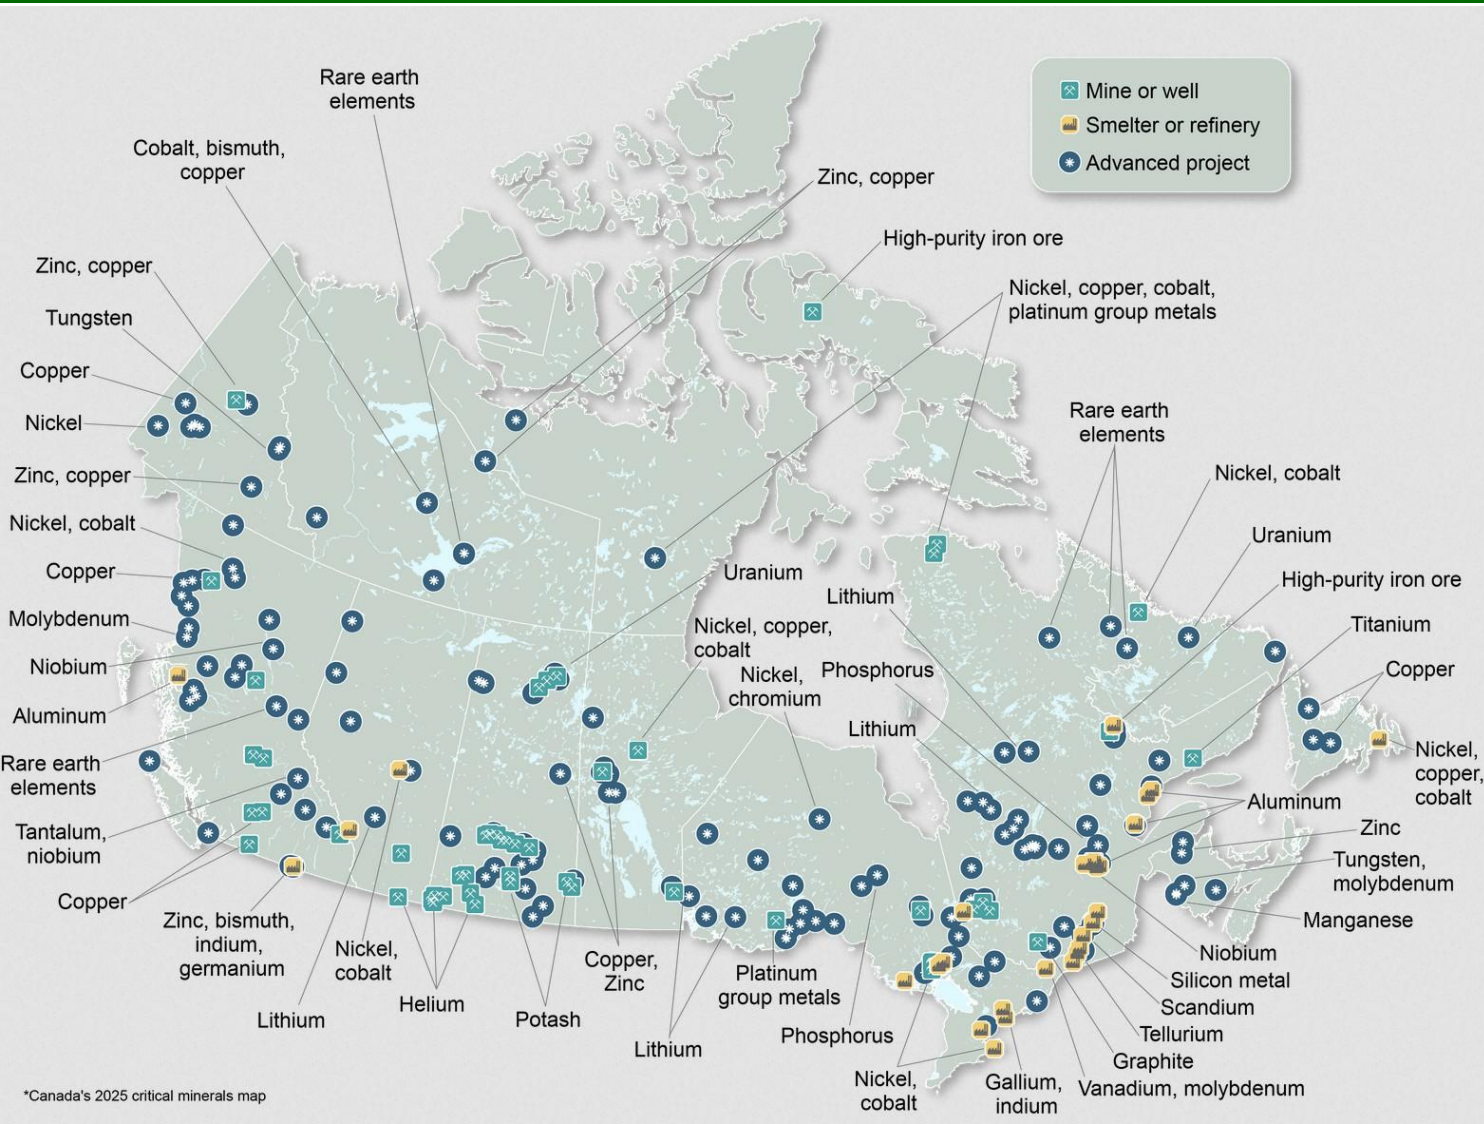 Rare earth
elements
Cobalt, bismuth,
copper
Zinc, copper
Tungsten
Copper
Nickel
Zinc, copper
Nickel, cobalt
Copper
Molybdenum
Niobium
Aluminum
Rare earth
elements
Tantalum,
niobium
Copper
Zinc, bismuth,
indium,
germanium
Lithium
Nickel,
cobalt
Helium
Potash
Copper,
Zinc
Lithium
Platinum
group metals
Phosphorus
Nickel,
cobalt
Gallium,
indium
Vanadium, molybdenum
Graphite
Tellurium
Scandium
Silicon metal
Niobium
Manganese
Tungsten,
molybdenum
Zinc
Aluminum
Nickel,
copper,
cobalt
Copper
Titanium
High-purity iron ore
Uranium
Nickel, cobalt
Rare earth
elements
Nickel, copper, cobalt,
platinum group metals
High-purity iron ore
Zinc, copper
Uranium
Nickel, copper,
cobalt
Nickel,
chromium
Lithium
Phosphorus
Lithium
Mine or well
Smelter or refinery
Advanced project
*Canada's 2025 critical minerals map